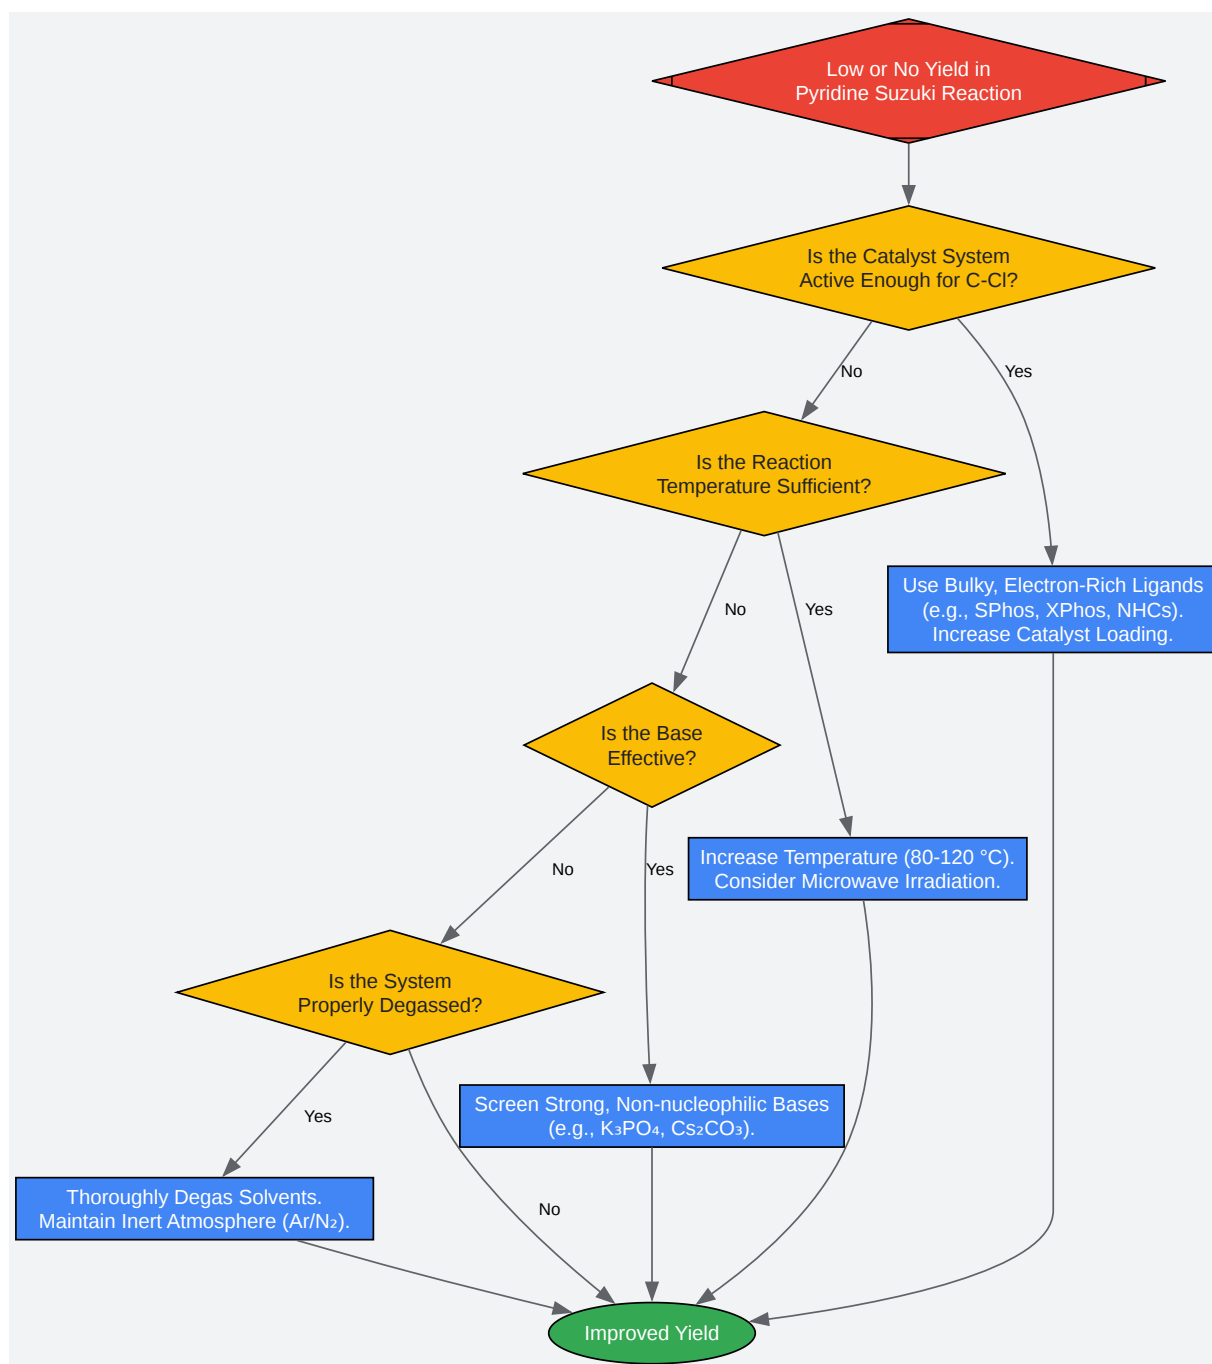 Low or No Yield in
Pyridine Suzuki Reaction
Is the Catalyst System
Active Enough for C-Cl?
No
Yes
Is the Reaction
Temperature Sufficient?
Use Bulky, Electron-Rich Ligands
(e.g., SPhos, XPhos, NHCs).
Increase Catalyst Loading.
No
Yes
Is the Base
Effective?
Increase Temperature (80-120 °C).
Consider Microwave Irradiation.
No
Yes
Is the System
Properly Degassed?
Screen Strong, Non-nucleophilic Bases
(e.g., K₃PO₄, Cs₂CO₃).
Yes
No
Thoroughly Degas Solvents.
Maintain Inert Atmosphere (Ar/N₂).
Improved Yield